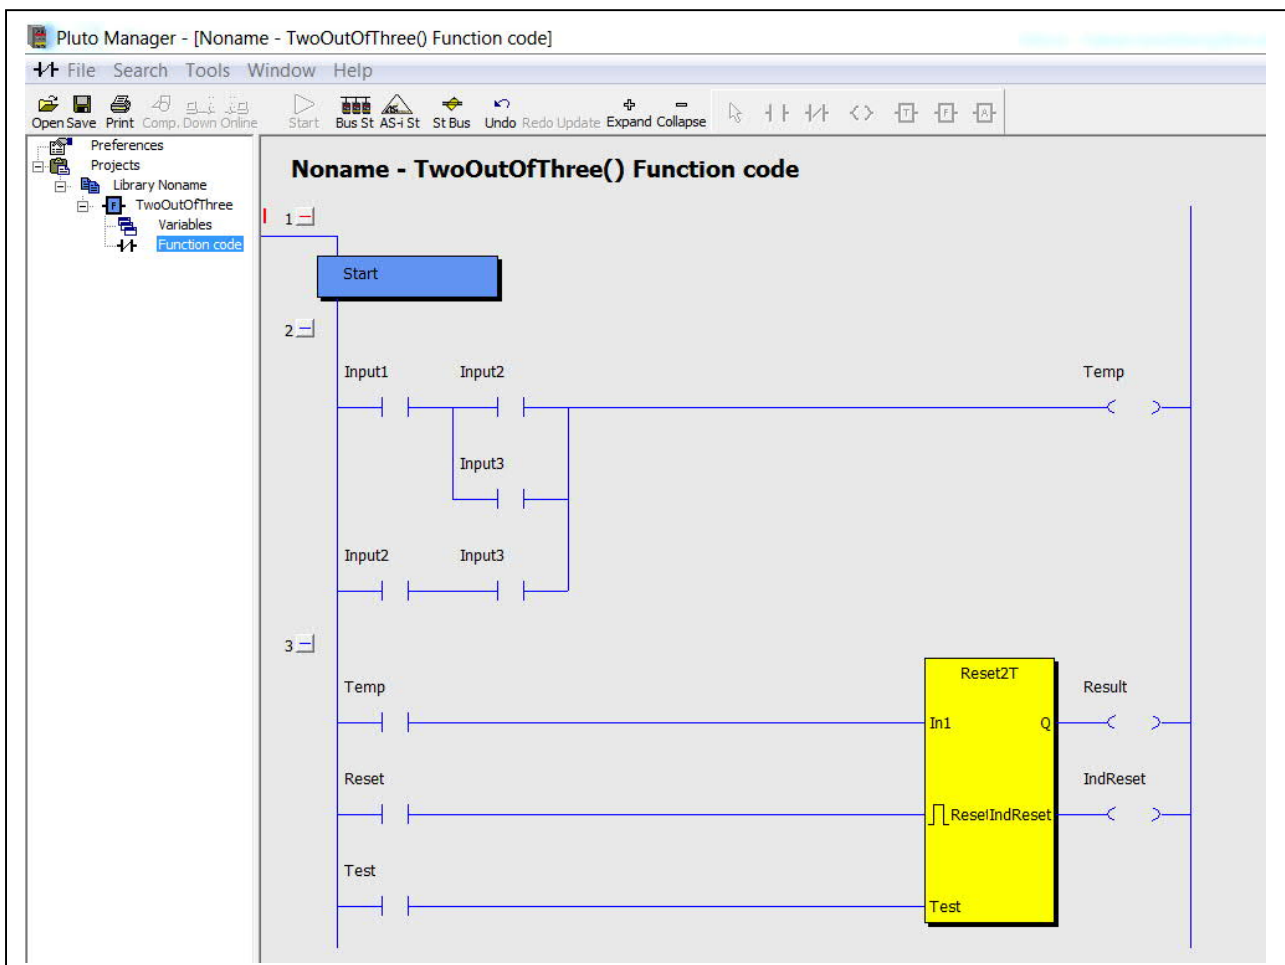 Pluto Manager - [Noname - TwoOutOfThree() Function code]
File Search Tools Window Help
Open Save Print Comp. Down Online Start Bus St AS-i St St Bus Undo Redo Update Expand Collapse
T F A
Preferences
Projects
Library Noname
F TwoOutOfThree
Variables
Function code
Noname - TwoOutOfThree() Function code
1
Start
2
Input1 Input2 Temp
Input3
Input2 Input3
3
Reset2T
Temp Result
In1 Q
Reset IndReset
Rese!IndReset
Test
Test